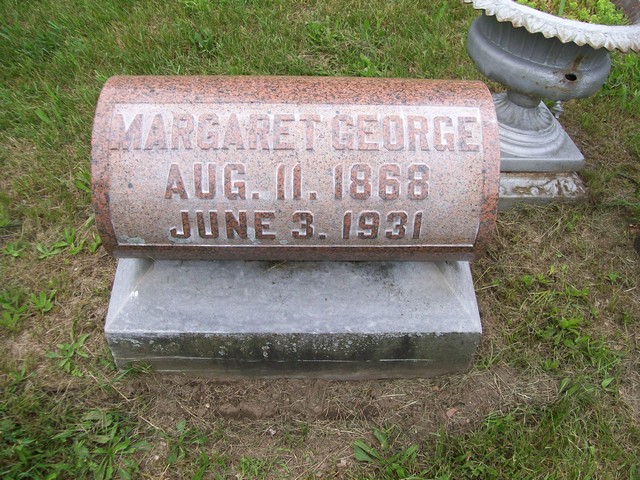 MARGARET GEORGE
AUG. 11. 1868
JUNE 3. 1931